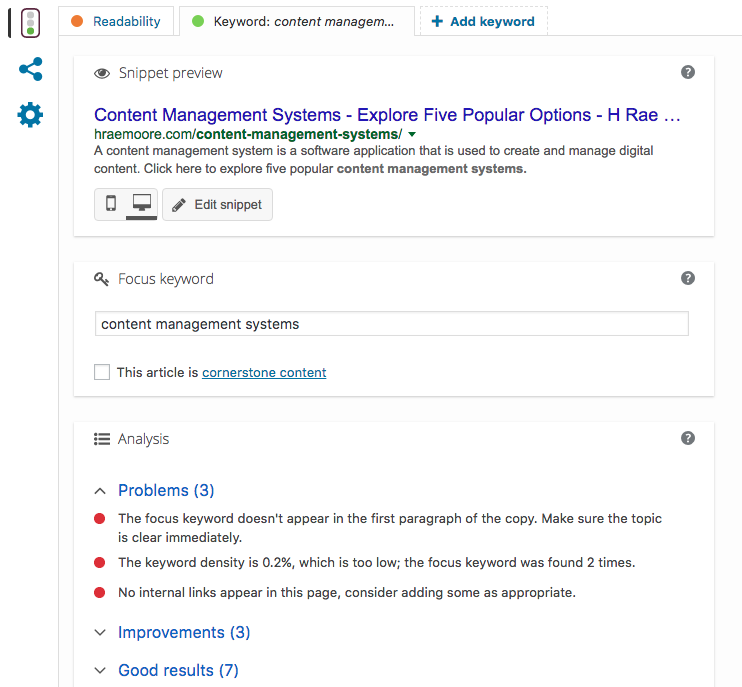 Readability
Keyword: content managem...
+ Add keyword
Snippet preview
?
Content Management Systems - Explore Five Popular Options - H Rae ...
hraemoore.com/content-management-systems/
A content management system is a software application that is used to create and manage digital
content. Click here to explore five popular content management systems.
Edit snippet
Focus keyword
?
content management systems
This article is cornerstone content
Analysis
?
Problems (3)
The focus keyword doesn't appear in the first paragraph of the copy. Make sure the topic
is clear immediately.
The keyword density is 0.2%, which is too low; the focus keyword was found 2 times.
No internal links appear in this page, consider adding some as appropriate.
Improvements (3)
Good results (7)